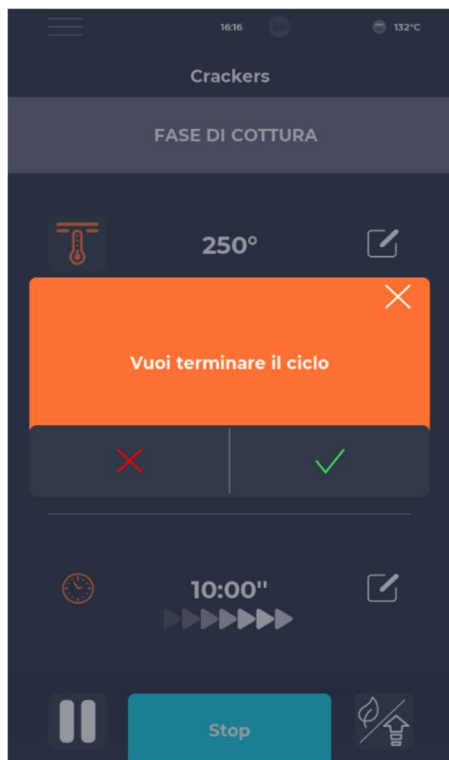 16:16
132°C
Crackers
FASE DI COTTURA
250°
Vuoi terminare il ciclo
10:00''
Stop